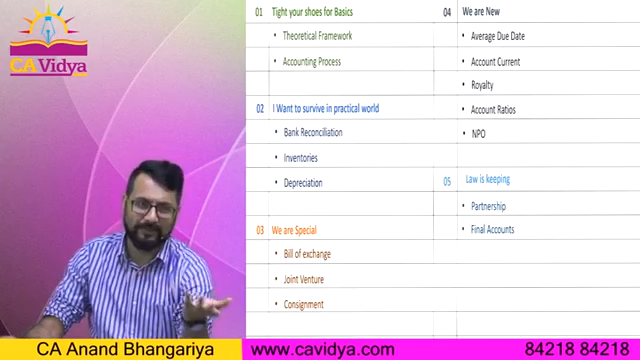 CA Vidya
01 Tight your shoes for Basics
• Theoretical Framework
• Accounting Process
02 I Want to survive in practical world
• Bank Reconciliation
• Inventories
• Depreciation
03 We are Special
• Bill of exchange
• Joint Venture
• Consignment
04 We are New
• Average Due Date
• Account Current
• Royalty
• Account Ratios
• NPO
05 Law is keeping
• Partnership
• Final Accounts
CA Anand Bhangariya
www.cavidya.com
84218 84218